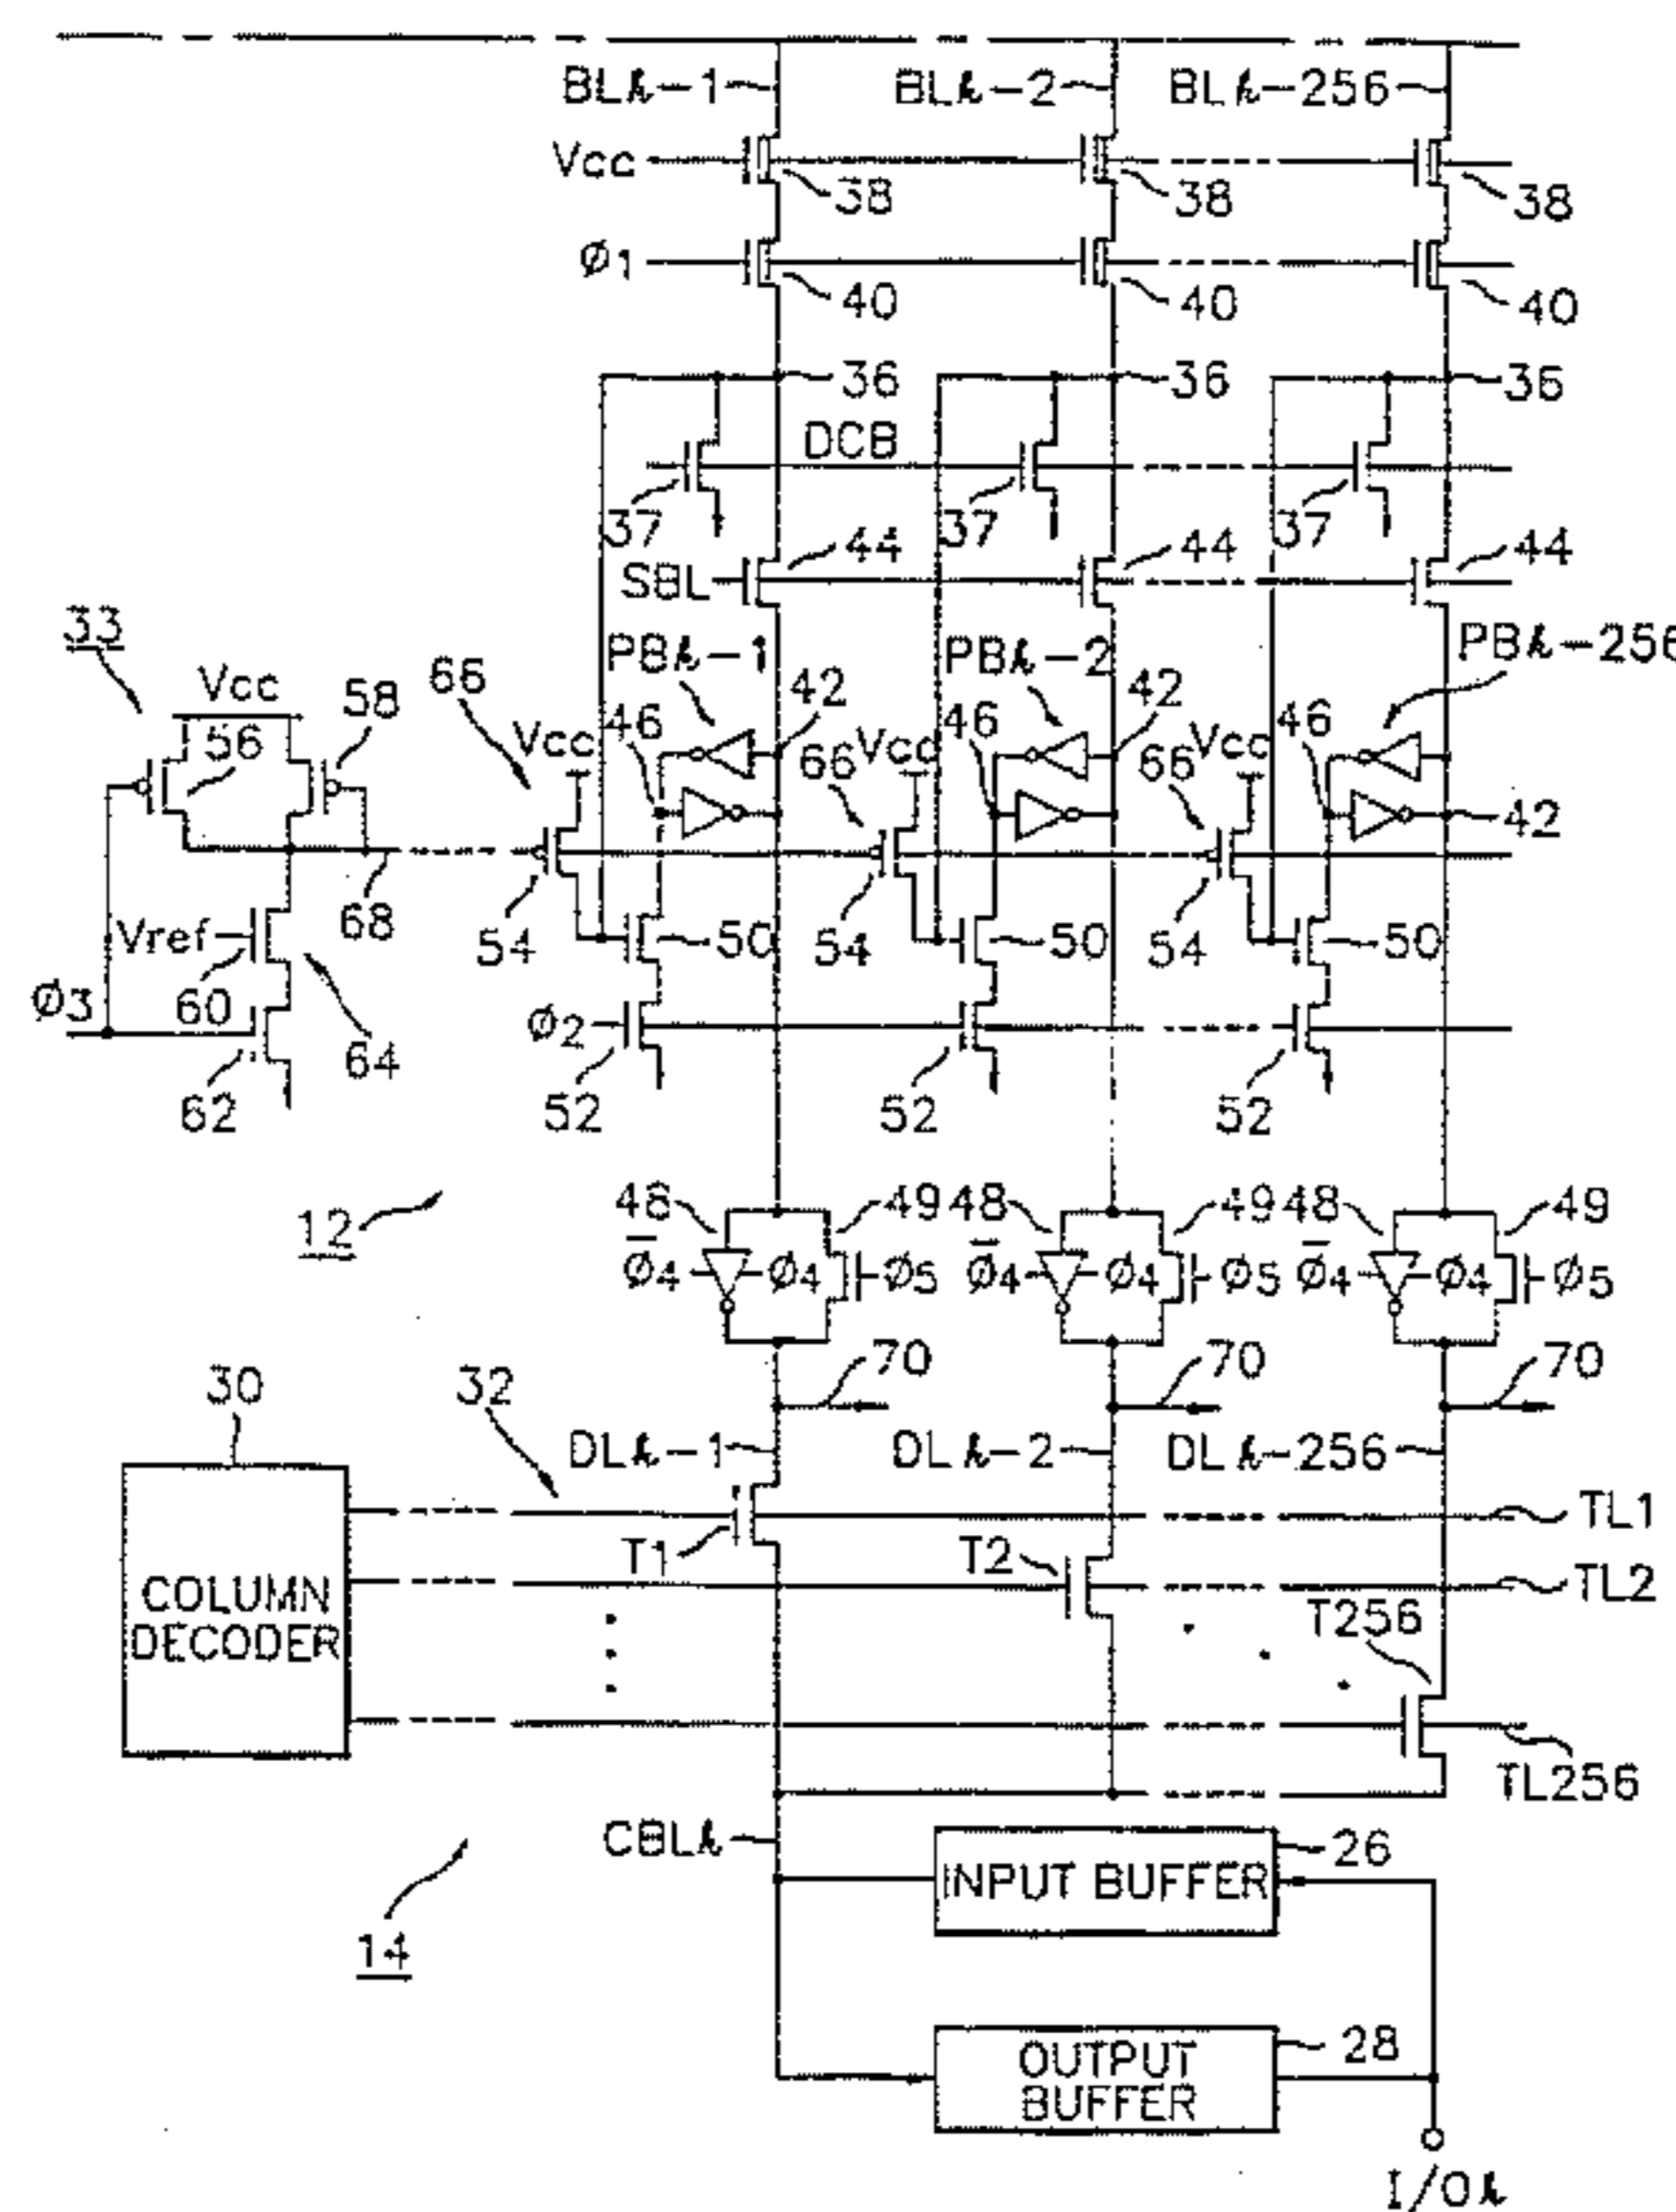 BLk-1 BLk-2 BLk-256
Vcc 38 38 38
Ø1 40 40 40
36 36 36
DCB
37 37 37
SBL 44 44 44
33 Vcc 58 66 PBk-1 PBk-2 PBk-256
56 Vcc 46 42 66 Vcc 46 42 66 Vcc 46 42
Vref 68 54 50 54 50 54 50
Ø3 60 64 Ø2
62 52 52 52
12 48 49 48 49 48 49
Ø4 Ø4 Ø5 Ø4 Ø4 Ø5 Ø4 Ø4 Ø5
30 32 70 70 70
DLk-1 DLk-2 DLk-256
COLUMN
DECODER
T1 TL1
T2 TL2
T256
TL256
CBLk
INPUT BUFFER 26
14
OUTPUT
BUFFER 28
I/Ok